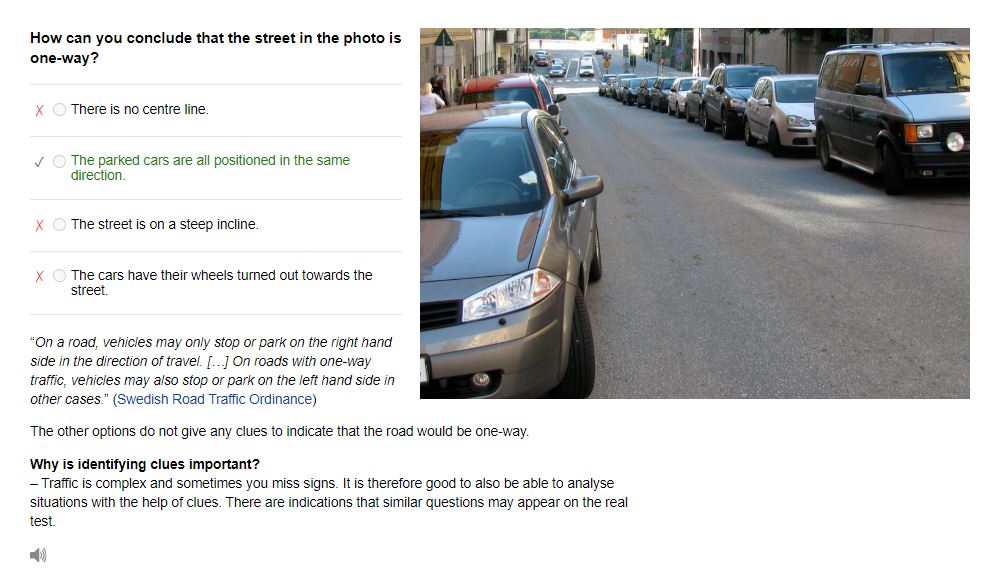 How can you conclude that the street in the photo is
one-way?
There is no centre line.
The parked cars are all positioned in the same
direction.
The street is on a steep incline.
The cars have their wheels turned out towards the
street.
“On a road, vehicles may only stop or park on the right hand
side in the direction of travel. […] On roads with one-way
traffic, vehicles may also stop or park on the left hand side in
other cases.” (Swedish Road Traffic Ordinance)
The other options do not give any clues to indicate that the road would be one-way.
Why is identifying clues important?
– Traffic is complex and sometimes you miss signs. It is therefore good to also be able to analyse
situations with the help of clues. There are indications that similar questions may appear on the real
test.